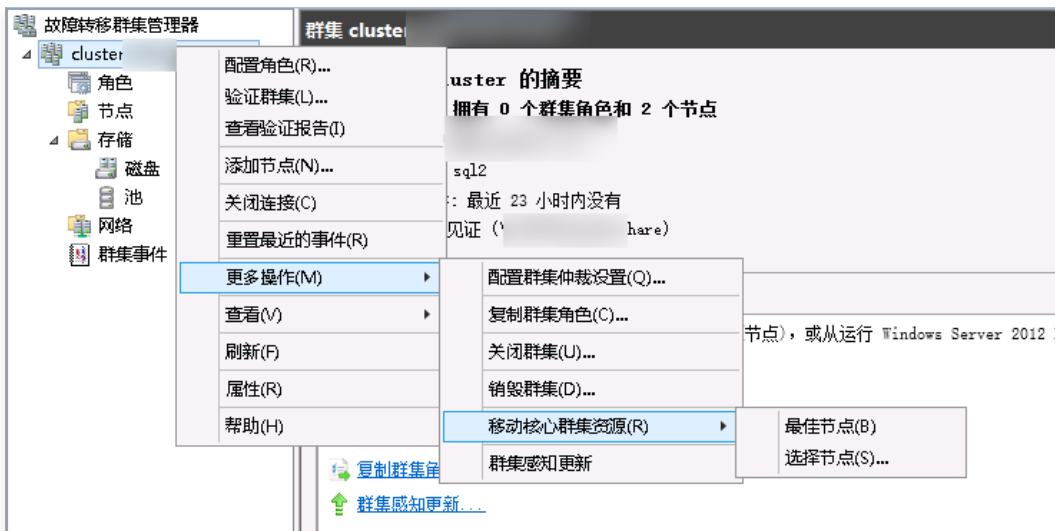 故障转移群集管理器
cluster
角色
节点
存储
磁盘
池
网络
群集事件
群集 cluster
的摘要
拥有 0 个群集角色和 2 个节点
sql2
: 最近 23 小时内没有
见证 (\ hare)
节点), 或从运行 Windows Server 2012
配置角色(R)...
验证群集(L)...
查看验证报告(I)
添加节点(N)...
关闭连接(C)
重置最近的事件(R)
更多操作(M)
查看(V)
刷新(F)
属性(R)
帮助(H)
配置群集仲裁设置(Q)...
复制群集角色(C)...
关闭群集(U)...
销毁群集(D)...
移动核心群集资源(R)
群集感知更新
最佳节点(B)
选择节点(S)...
复制群集角
群集感知更新...